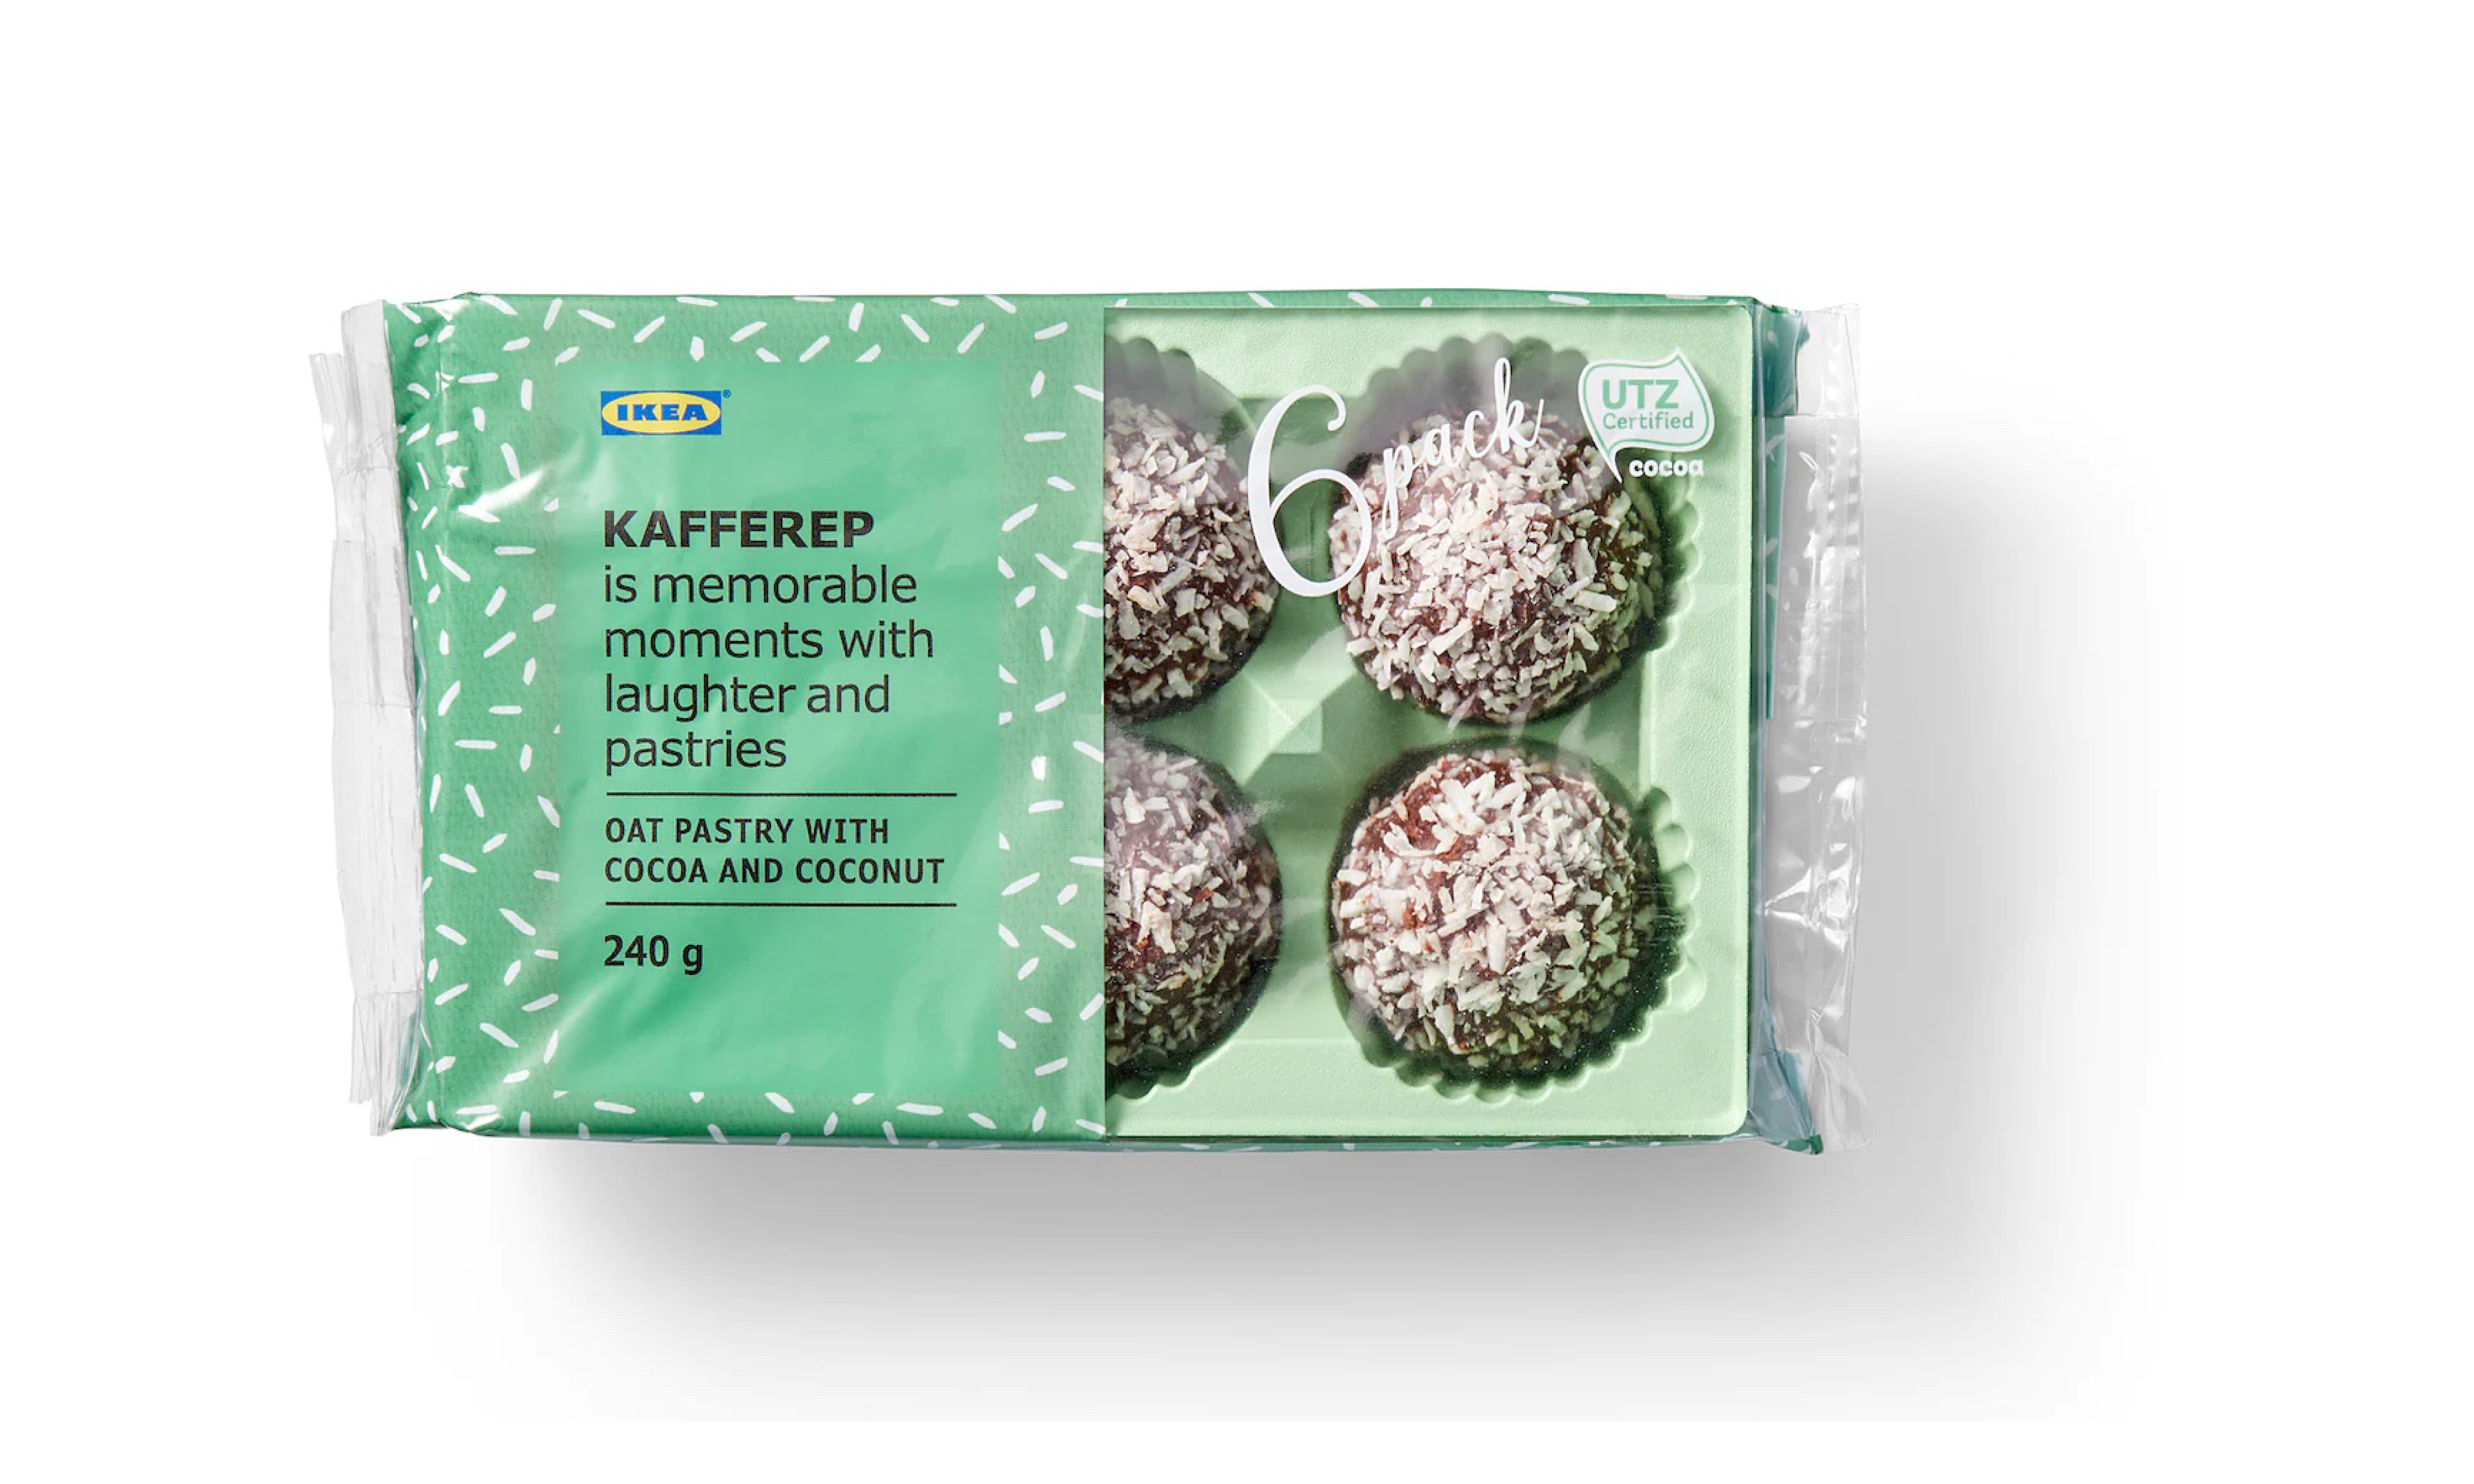 IKEA
KAFFEREP
is memorable
moments with
laughter and
pastries
OAT PASTRY WITH
COCOA AND COCONUT
240 g
6 pack
UTZ
Certified
cocoa